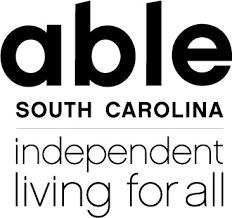 able
SOUTH CAROLINA
independent
living for all